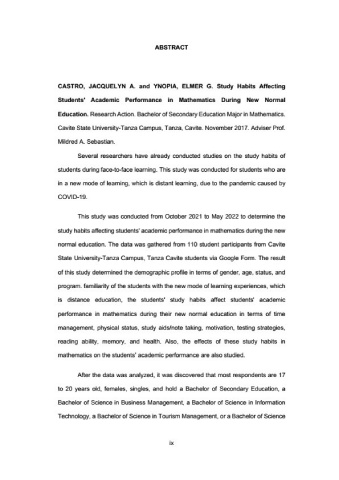 ABSTRACT
CASTRO, JACQUELYN A. and YNOPIA, ELMER G. Study Habits Affecting
Students' Academic Performance in Mathematics During New Normal
Education. Research Action. Bachelor of Secondary Education Major in Mathematics.
Cavite State University-Tanza Campus, Tanza, Cavite. November 2017. Adviser Prof.
Mildred A. Sebastian.
Several researchers have already conducted studies on the study habits of
students during face-to-face learning. This study was conducted for students who are
in a new mode of learning, which is distant learning, due to the pandemic caused by
COVID-19.
This study was conducted from October 2021 to May 2022 to determine the
study habits affecting students' academic performance in mathematics during the new
normal education. The data was gathered from 110 student participants from Cavite
State University-Tanza Campus, Tanza Cavite students via Google Form. The result
of this study determined the demographic profile in terms of gender, age, status, and
program. familiarity of the students with the new mode of learning experiences, which
is distance education, the students' study habits affect students' academic
performance in mathematics during their new normal education in terms of time
management, physical status, study aids/note taking, motivation, testing strategies,
reading ability, memory, and health. Also, the effects of these study habits in
mathematics on the students' academic performance are also studied.
After the data was analyzed, it was discovered that most respondents are 17
to 20 years old, females, singles, and hold a Bachelor of Secondary Education, a
Bachelor of Science in Business Management, a Bachelor of Science in Information
Technology, a Bachelor of Science in Tourism Management, or a Bachelor of Science
ix